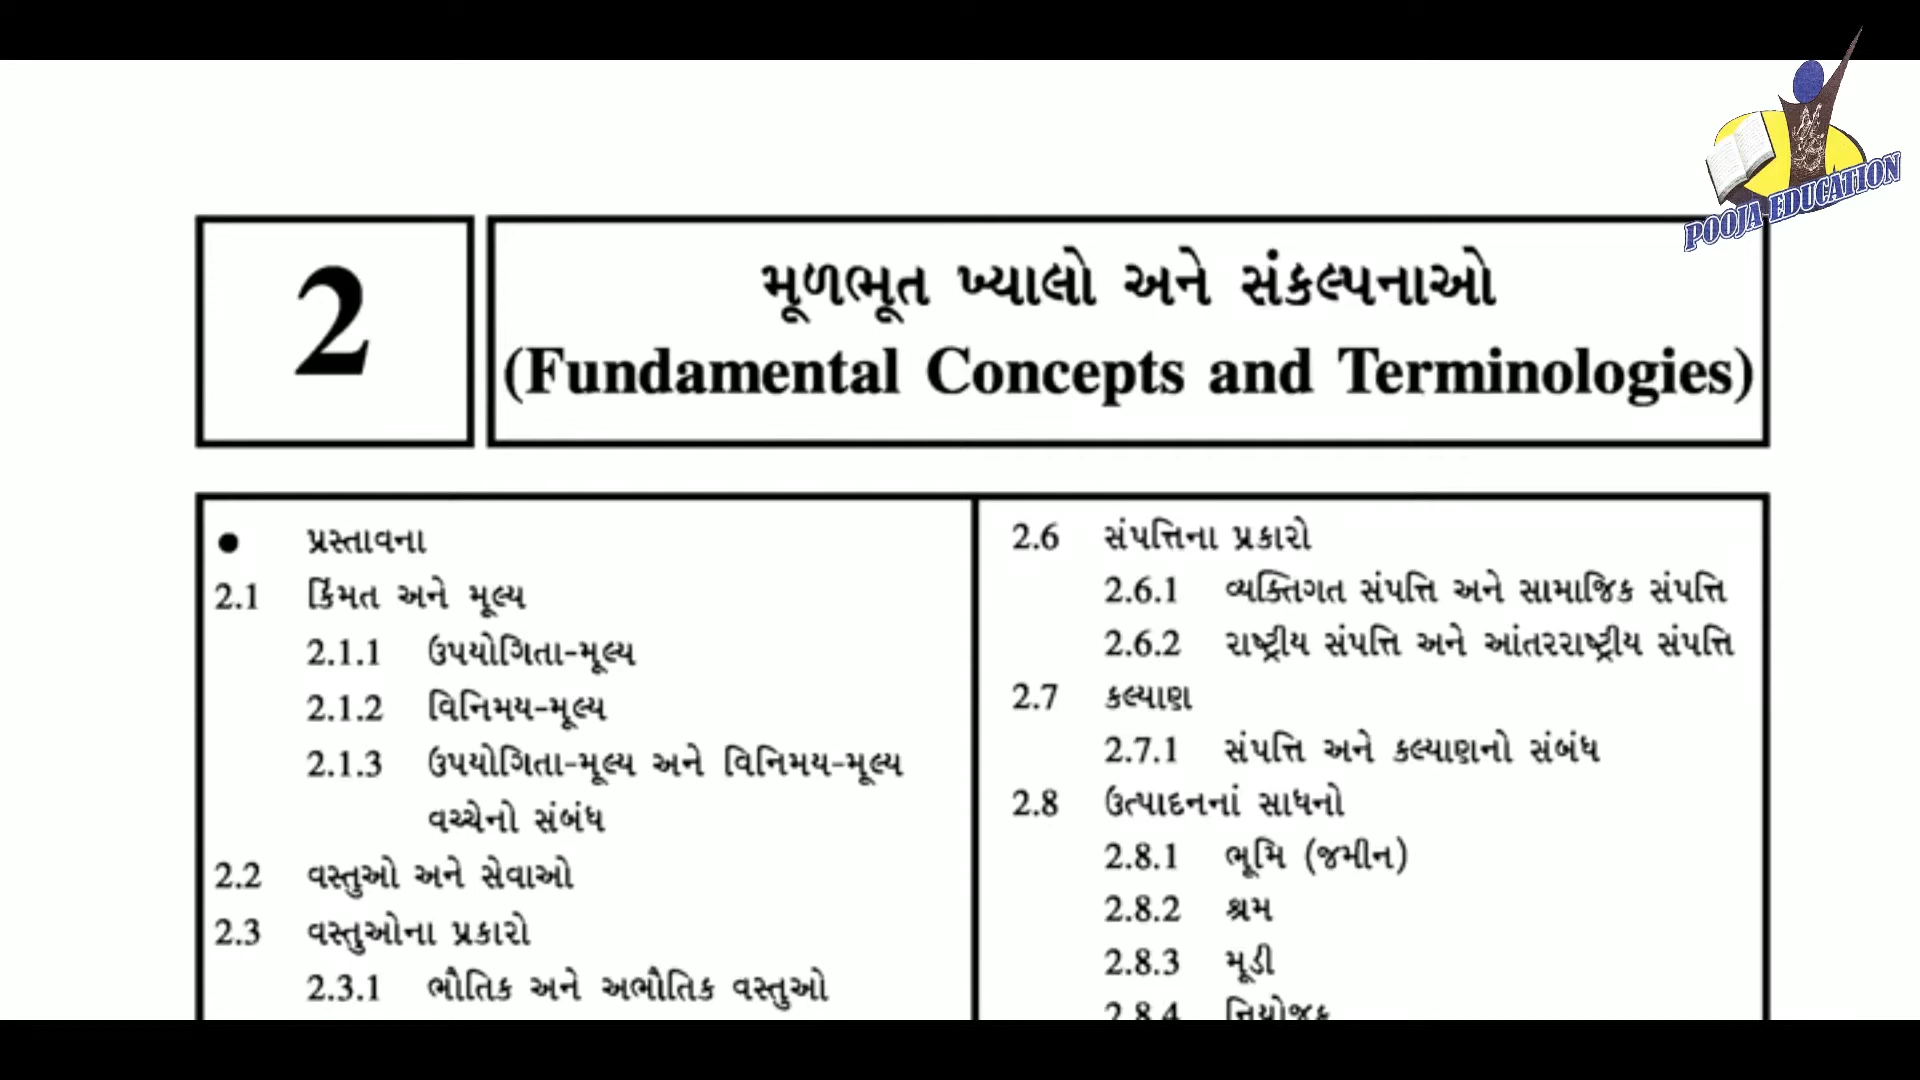 POOJA EDUCATION
2
મૂળભૂત ખ્યાલો અને સંકલ્પનાઓ
(Fundamental Concepts and Terminologies)
● પ્રસ્તાવના
2.1 કિંમત અને મૂલ્ય
2.1.1 ઉપયોગિતા-મૂલ્ય
2.1.2 વિનિમય-મૂલ્ય
2.1.3 ઉપયોગિતા-મૂલ્ય અને વિનિમય-મૂલ્ય
વચ્ચેનો સંબંધ
2.2 વસ્તુઓ અને સેવાઓ
2.3 વસ્તુઓના પ્રકારો
2.3.1 ભૌતિક અને અભૌતિક વસ્તુઓ
2.6 સંપત્તિના પ્રકારો
2.6.1 વ્યક્તિગત સંપત્તિ અને સામાજિક સંપત્તિ
2.6.2 રાષ્ટ્રીય સંપત્તિ અને આંતરરાષ્ટ્રીય સંપત્તિ
2.7 કલ્યાણ
2.7.1 સંપત્તિ અને કલ્યાણનો સંબંધ
2.8 ઉત્પાદનનાં સાધનો
2.8.1 ભૂમિ (જમીન)
2.8.2 શ્રમ
2.8.3 મૂડી
2.8.4 નિયોજક